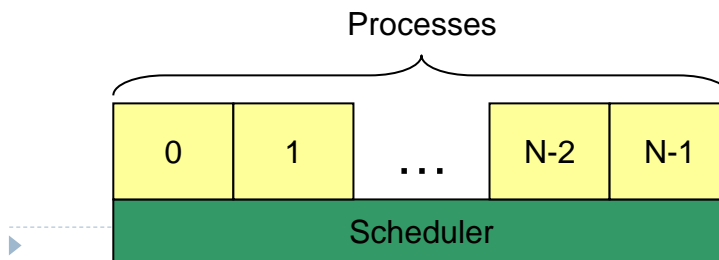 Processes
0 1 ... N-2 N-1
Scheduler